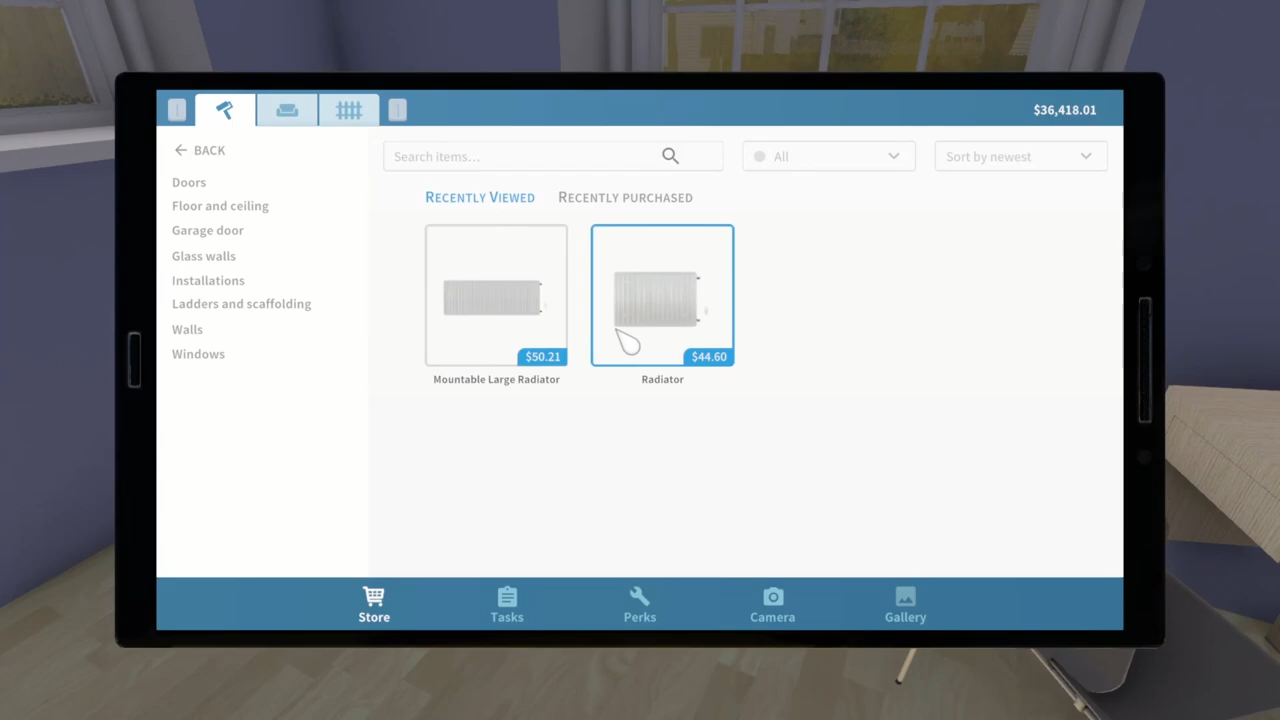 $36,418.01
BACK
Search items...
All
Sort by newest
Doors
Floor and ceiling
Garage door
Glass walls
Installations
Ladders and scaffolding
Walls
Windows
RECENTLY VIEWED
RECENTLY PURCHASED
$50.21
$44.60
Mountable Large Radiator
Radiator
Store
Tasks
Perks
Camera
Gallery